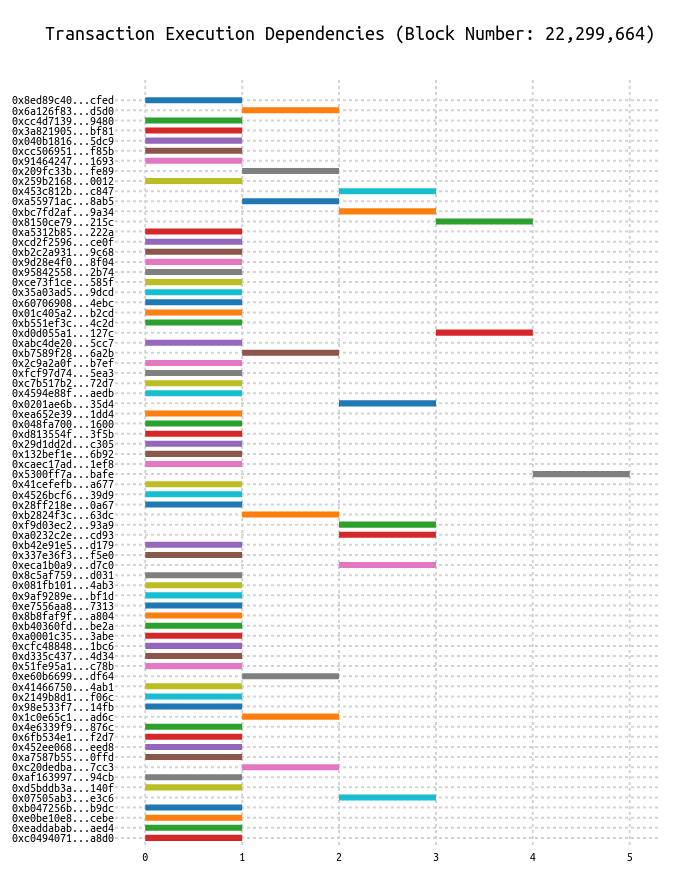 Transaction Execution Dependencies (Block Number: 22,299,664)
0x8ed89c40...cfed
0x6a126f83...d5d0
0xcc4d7139...9480
0x3a821905...bf81
0x040b1816...5dc9
0xcc506951...f85b
0x91464247...1693
0x209fc33b...fe89
0x259b2168...0012
0x453c812b...c847
0xa55971ac...8ab5
0xbc7fd2af...9a34
0x8150ce79...215c
0xa5312b85...222a
0xcd2f2596...ce0f
0xb2c2a931...9c68
0x9d28e4f0...8f04
0x95842558...2b74
0xce73f1ce...585f
0x35a03ad5...9dcd
0x60706908...4ebc
0x01c405a2...b2cd
0xb551ef3c...4c2d
0xd0d055a1...127c
0xabc4de20...5cc7
0xb7589f28...6a2b
0x2c9a2a0f...b7ef
0xfcf97d74...5ea3
0xc7b517b2...72d7
0x4594e88f...aedb
0x0201ae6b...35d4
0xea652e39...1dd4
0x048fa700...1600
0xd813554f...3f5b
0x29d1dd2d...c305
0x132bef1e...6b92
0xcaec17ad...1ef8
0x5300ff7a...bafe
0x41cefefb...a677
0x4526bcf6...39d9
0x28ff218e...0a67
0xb2824f3c...63dc
0xf9d03ec2...93a9
0xa0232c2e...cd93
0xb42e91e5...d179
0x337e36f3...f5e0
0xeca1b0a9...d7c0
0x8c5af759...d031
0x081fb101...4ab3
0x9af9289e...bf1d
0xe7556aa8...7313
0x8b8faf9f...a804
0xb40360fd...be2a
0xa0001c35...3abe
0xcfc48848...1bc6
0xd335c437...4d34
0x51fe95a1...c78b
0xe60b6699...df64
0x41466750...4ab1
0x2149b8d1...f06c
0x98e533f7...14fb
0x1c0e65c1...ad6c
0x4e6339f9...876c
0x6fb534e1...f2d7
0x452ee068...eed8
0xa7587b55...0ffd
0xc20dedba...7cc3
0xaf163997...94cb
0xd5bddb3a...140f
0x07505ab3...e3c6
0xb047256b...b9dc
0xe0be10e8...cebe
0xeaddabab...aed4
0xc0494071...a8d0
0 1 2 3 4 5